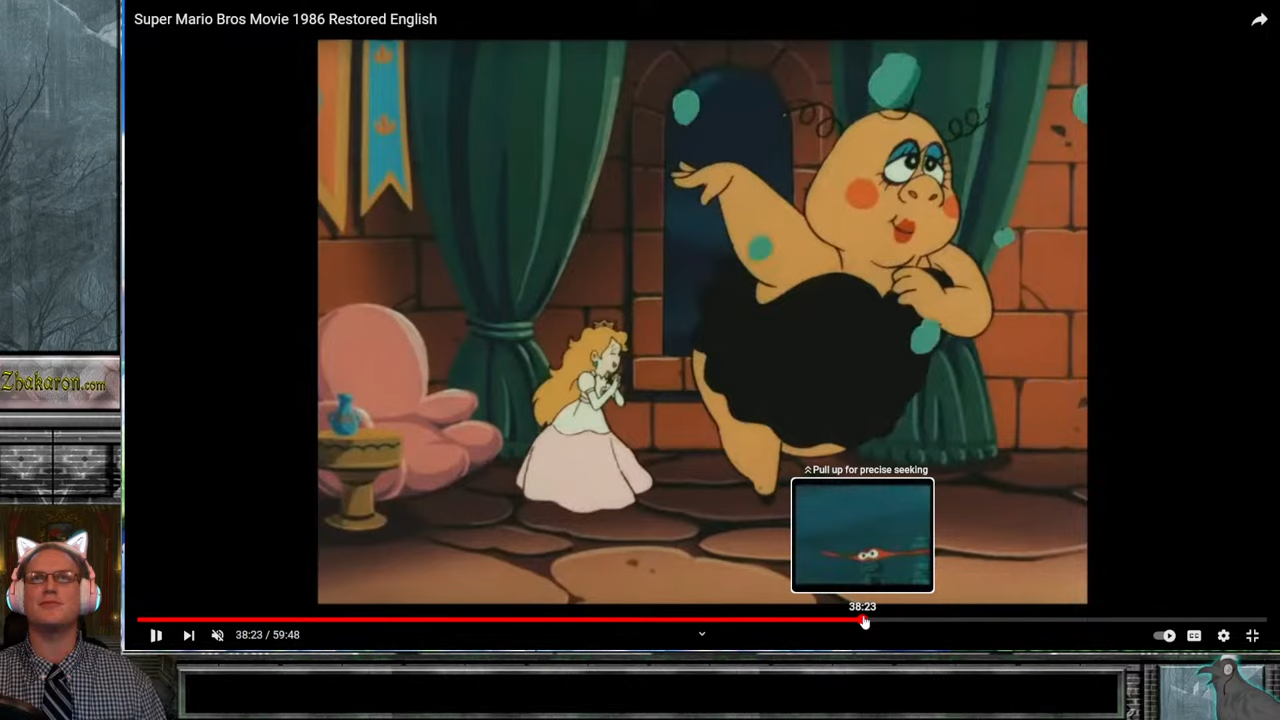 Super Mario Bros Movie 1986 Restored English
Zhakaron.com
Pull up for precise seeking
38:23
38:23 / 59:48
CC